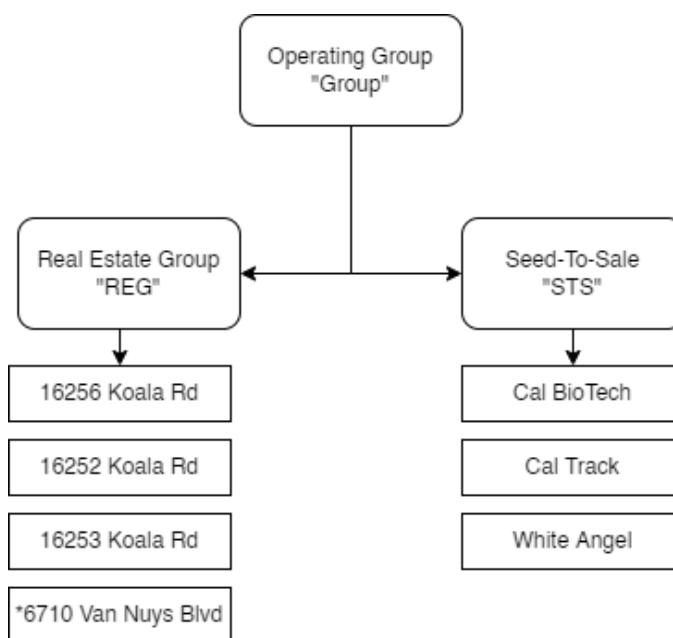 Operating Group
"Group"
Real Estate Group
"REG"
Seed-To-Sale
"STS"
16256 Koala Rd
Cal BioTech
16252 Koala Rd
Cal Track
16253 Koala Rd
White Angel
*6710 Van Nuys Blvd